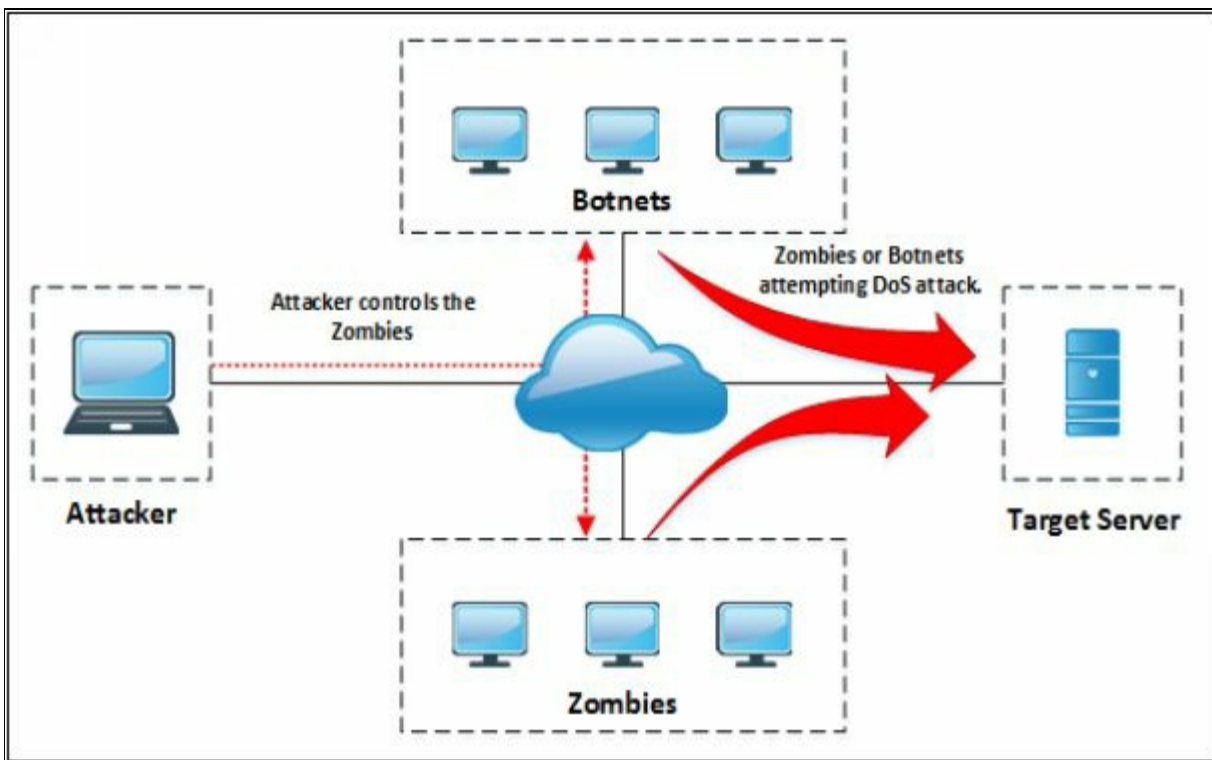 Botnets
Zombies or Botnets
attempting DoS attack.
Attacker controls the
Zombies
Attacker
Target Server
Zombies